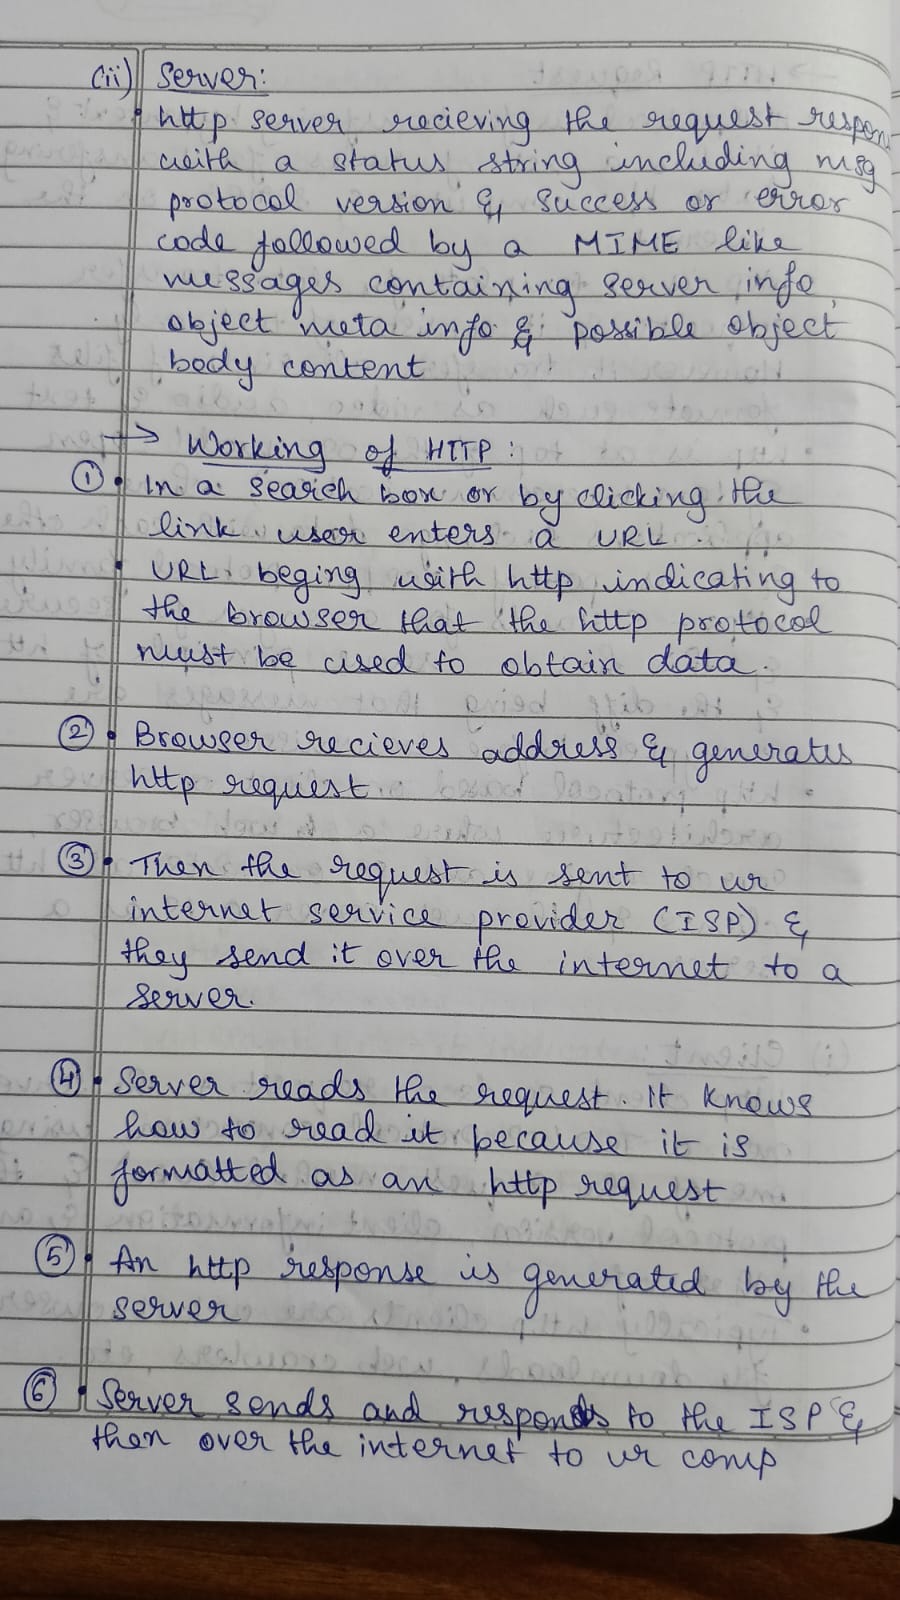 (ii) Server:
• http server recieving the request respon
with a status string including msg
protocol version & success or error
code followed by a MIME like
messages containing server info
object meta info & possible object
body content
→ Working of HTTP:
① • In a search box or by clicking the
link user enters a URL.
• URL beging with http indicating to
the browser that the http protocol
must be used to obtain data.
② • Browser recieves address & generates
http request.
③ • Then the request is sent to ur
internet service provider (ISP) &
they send it over the internet to a
server.
④ • Server reads the request. It knows
how to read it because it is
formatted as an http request
⑤ • An http response is generated by the
server
⑥ • Server sends and responds to the ISP &
then over the internet to ur comp